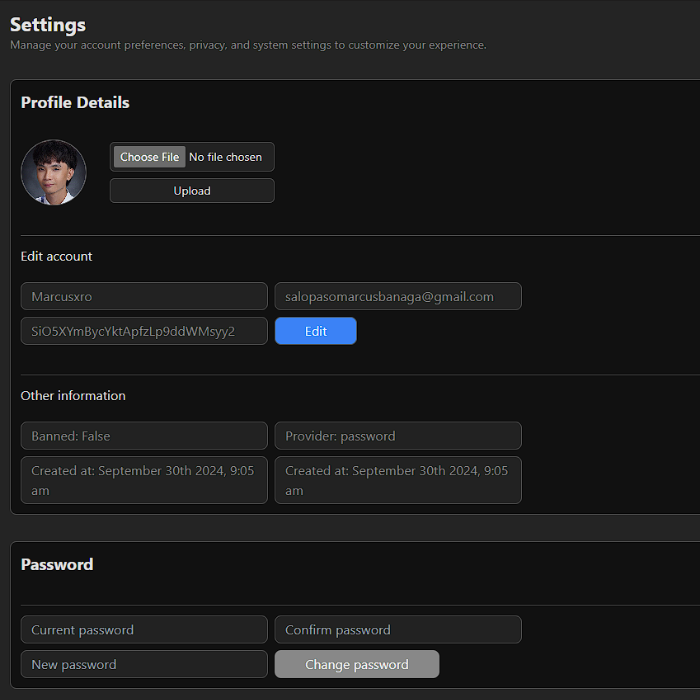 Settings
Manage your account preferences, privacy, and system settings to customize your experience.
Profile Details
Choose File No file chosen
Upload
Edit account
Marcusxro
salopasomarcusbanaga@gmail.com
SiO5XYmBycYktApfzLp9ddWMsyy2
Edit
Other information
Banned: False
Provider: password
Created at: September 30th 2024, 9:05
am
Created at: September 30th 2024, 9:05
am
Password
Current password
Confirm password
New password
Change password